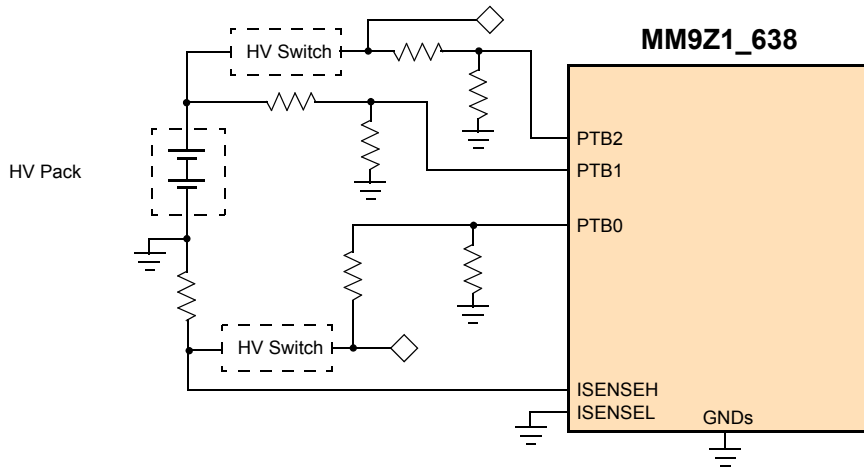 MM9Z1_638
HV Switch
PTB2
PTB1
HV Pack
PTB0
HV Switch
ISENSEH
ISENSEL
GNDs